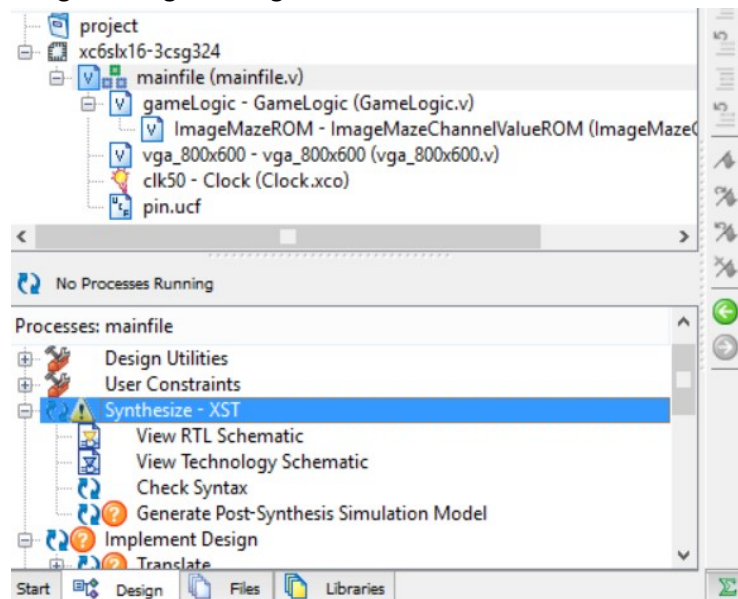 project
xc6slx16-3csg324
mainfile (mainfile.v)
gameLogic - GameLogic (GameLogic.v)
ImageMazeROM - ImageMazeChannelValueROM (ImageMaze
vga_800x600 - vga_800x600 (vga_800x600.v)
clk50 - Clock (Clock.xco)
pin.ucf
No Processes Running
Processes: mainfile
Design Utilities
User Constraints
Synthesize - XST
View RTL Schematic
View Technology Schematic
Check Syntax
Generate Post-Synthesis Simulation Model
Implement Design
Translate
Start Design Files Libraries